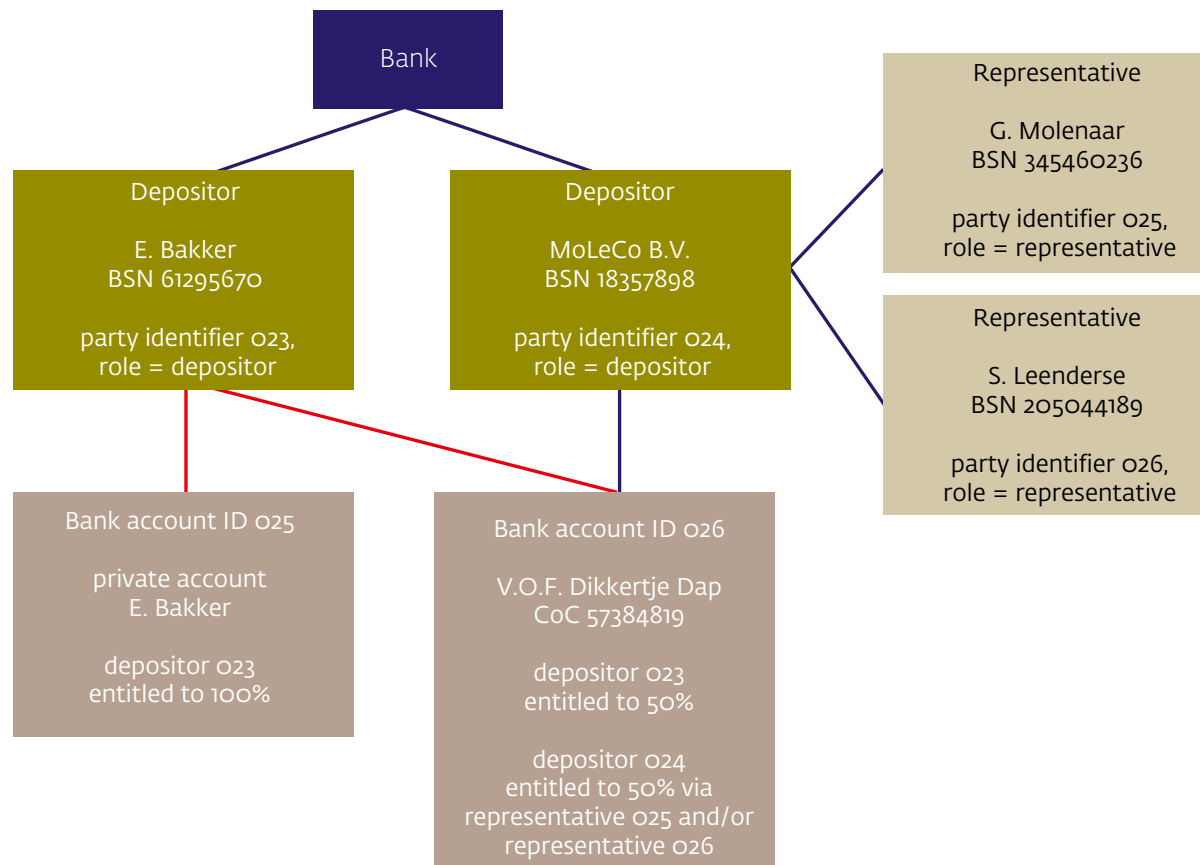 Bank
Representative
G. Molenaar
BSN 345460236
party identifier 025,
role = representative
Depositor
E. Bakker
BSN 61295670
party identifier 023,
role = depositor
Depositor
MoLeCo B.V.
BSN 18357898
party identifier 024,
role = depositor
Representative
S. Leenderse
BSN 205044189
party identifier 026,
role = representative
Bank account ID 025
private account
E. Bakker
depositor 023
entitled to 100%
Bank account ID 026
V.O.F. Dikkertje Dap
CoC 57384819
depositor 023
entitled to 50%
depositor 024
entitled to 50% via
representative 025 and/or
representative 026